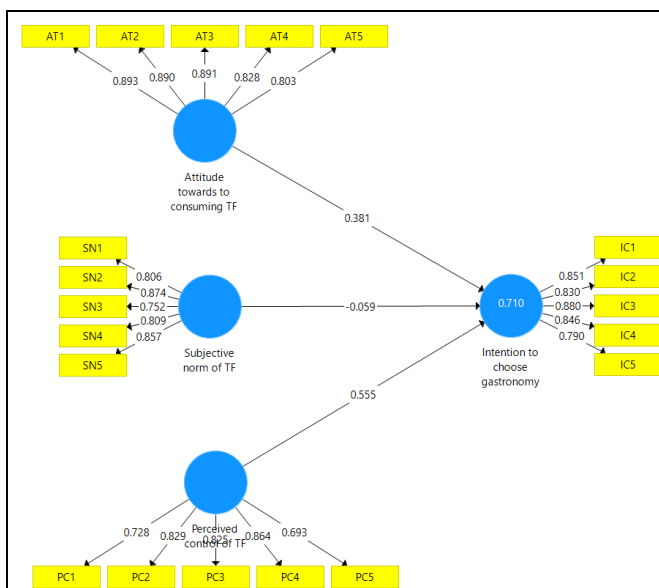 AT1 AT2 AT3 AT4 AT5
0.893 0.890 0.891 0.828 0.803
Attitude
towards to
consuming TF
0.381
SN1
SN2
SN3
SN4
SN5
0.806
0.874
0.752
0.809
0.857
Subjective
norm of TF
-0.059
0.710
Intention to
choose
gastronomy
0.851
0.830
0.880
0.846
0.790
IC1
IC2
IC3
IC4
IC5
0.555
Perceived
control of TF
0.728 0.829 0.825 0.864 0.693
PC1 PC2 PC3 PC4 PC5